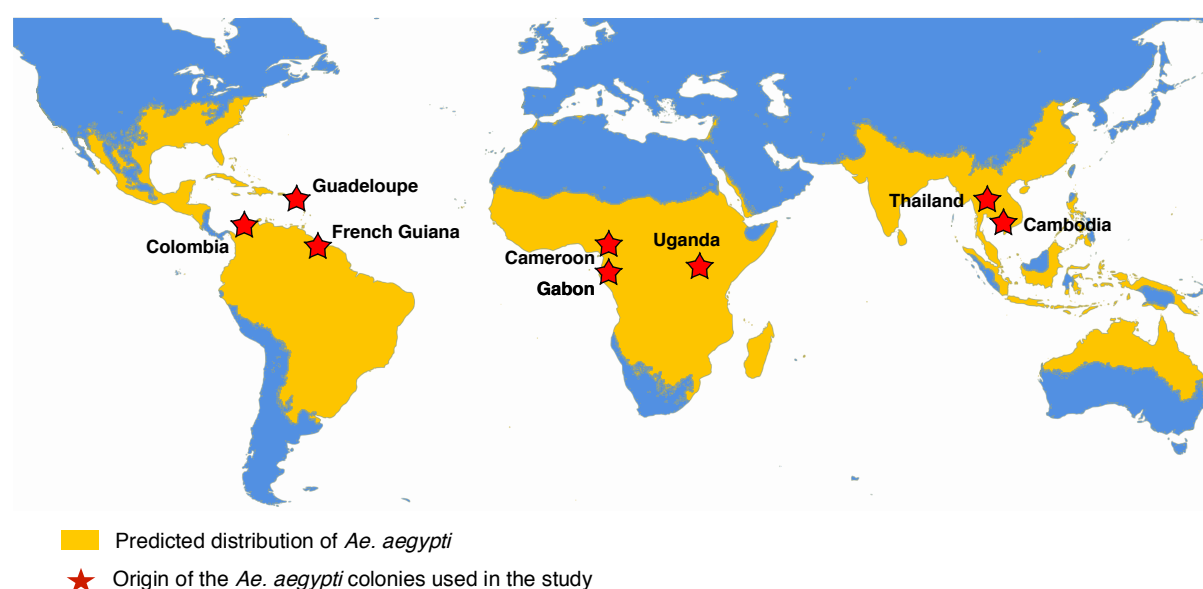 Guadeloupe
Colombia
French Guiana
Cameroon
Gabon
Uganda
Thailand
Cambodia
Predicted distribution of Ae. aegypti
Origin of the Ae. aegypti colonies used in the study